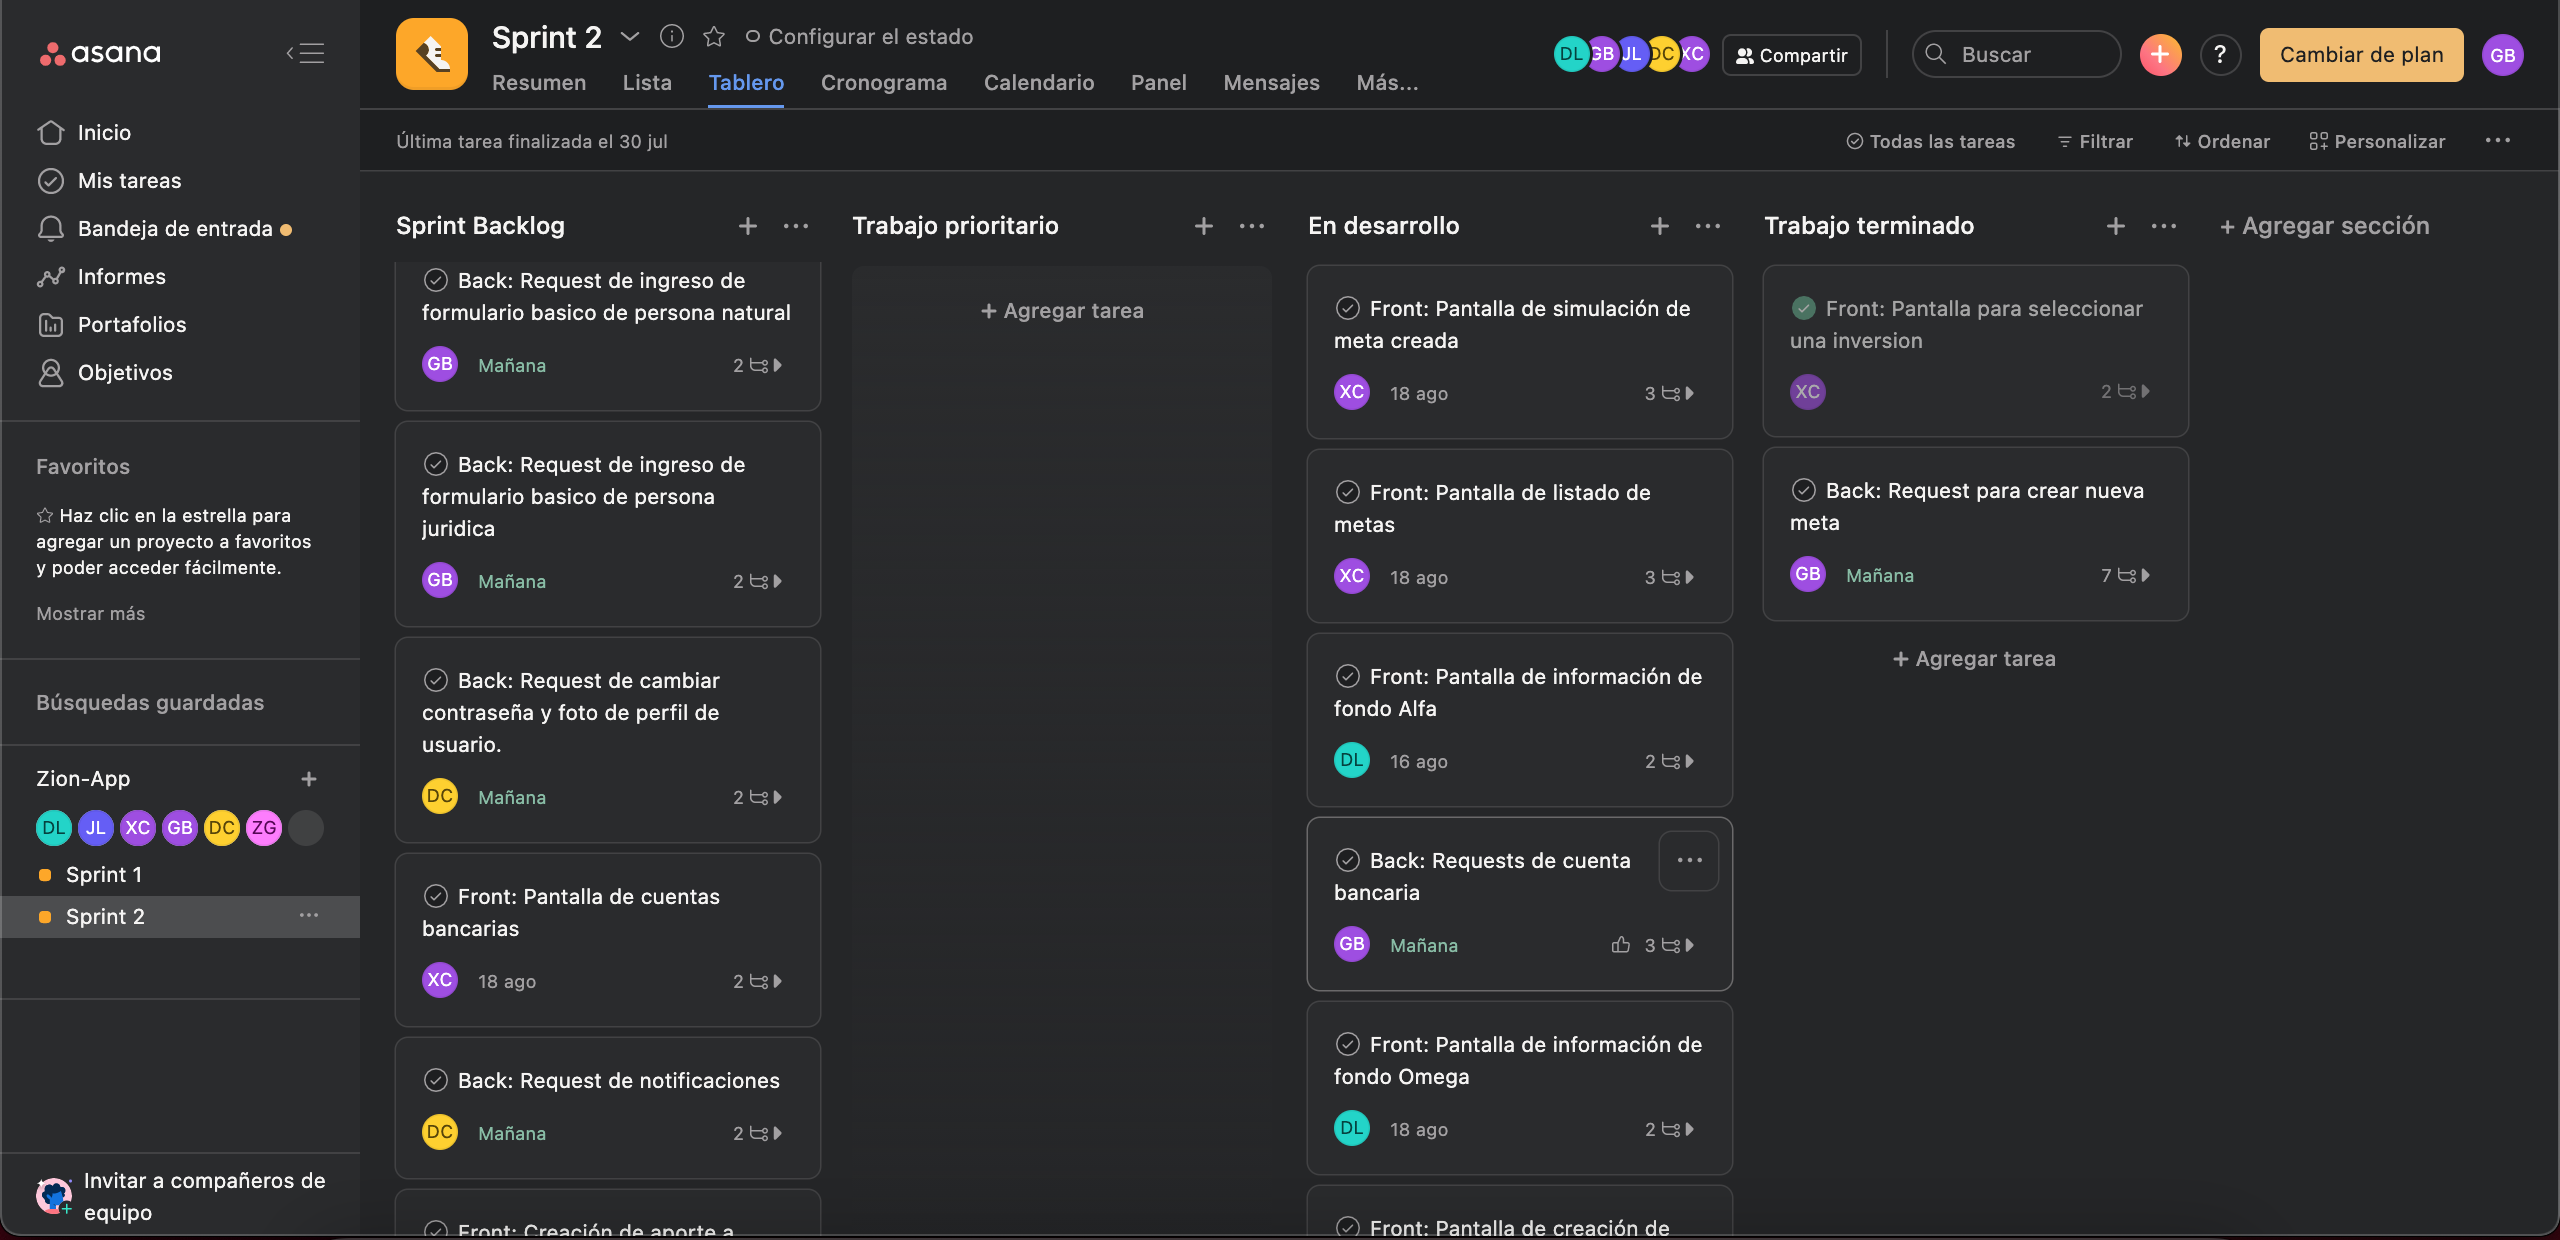 asana
Inicio
Mis tareas
Bandeja de entrada
Informes
Portafolios
Objetivos
Favoritos
Haz clic en la estrella para
agregar un proyecto a favoritos
y poder acceder fácilmente.
Mostrar más
Búsquedas guardadas
Zion-App
DL JL XC GB DC ZG
Sprint 1
Sprint 2
Invitar a compañeros de
equipo
Sprint 2
Configurar el estado
Resumen Lista Tablero Cronograma Calendario Panel Mensajes Más...
DL GB JL DC XC
Compartir
Buscar
?
Cambiar de plan
GB
Última tarea finalizada el 30 jul
Todas las tareas
Filtrar
Ordenar
Personalizar
Sprint Backlog
Back: Request de ingreso de
formulario basico de persona natural
GB Mañana 2
Back: Request de ingreso de
formulario basico de persona
juridica
GB Mañana 2
Back: Request de cambiar
contraseña y foto de perfil de
usuario.
DC Mañana 2
Front: Pantalla de cuentas
bancarias
XC 18 ago 2
Back: Request de notificaciones
DC Mañana 2
Front: Creación de aporte a
Trabajo prioritario
+ Agregar tarea
En desarrollo
Front: Pantalla de simulación de
meta creada
XC 18 ago 3
Front: Pantalla de listado de
metas
XC 18 ago 3
Front: Pantalla de información de
fondo Alfa
DL 16 ago 2
Back: Requests de cuenta
bancaria
GB Mañana 3
Front: Pantalla de información de
fondo Omega
DL 18 ago 2
Front: Pantalla de creación de
Trabajo terminado
Front: Pantalla para seleccionar
una inversion
XC 2
Back: Request para crear nueva
meta
GB Mañana 7
+ Agregar tarea
+ Agregar sección